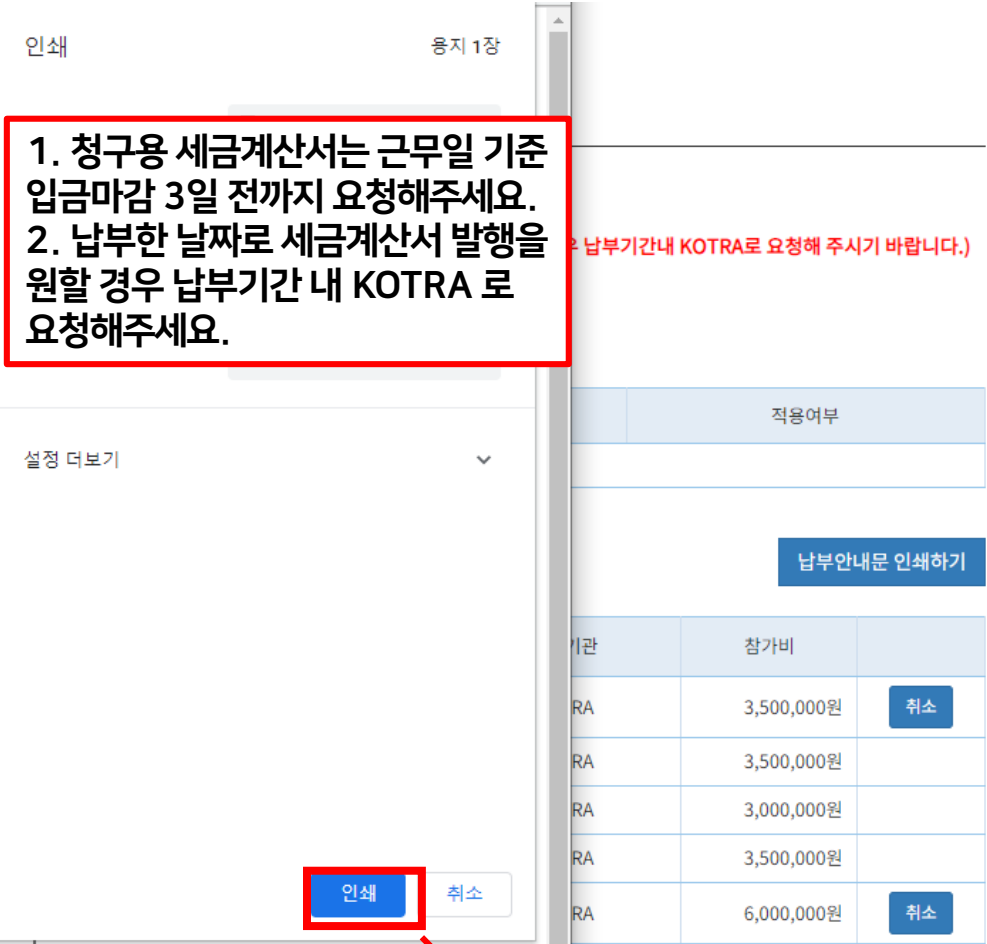 인쇄
용지 1장
1. 청구용 세금계산서는 근무일 기준
입금마감 3일 전까지 요청해주세요.
2. 납부한 날짜로 세금계산서 발행을
원할 경우 납부기간 내 KOTRA 로
요청해주세요.
납부기간내 KOTRA로 요청해 주시기 바랍니다.)
적용여부
설정 더보기
납부안내문 인쇄하기
기관 참가비
RA 3,500,000원 취소
RA 3,500,000원
RA 3,000,000원
RA 3,500,000원
RA 6,000,000원 취소
인쇄 취소